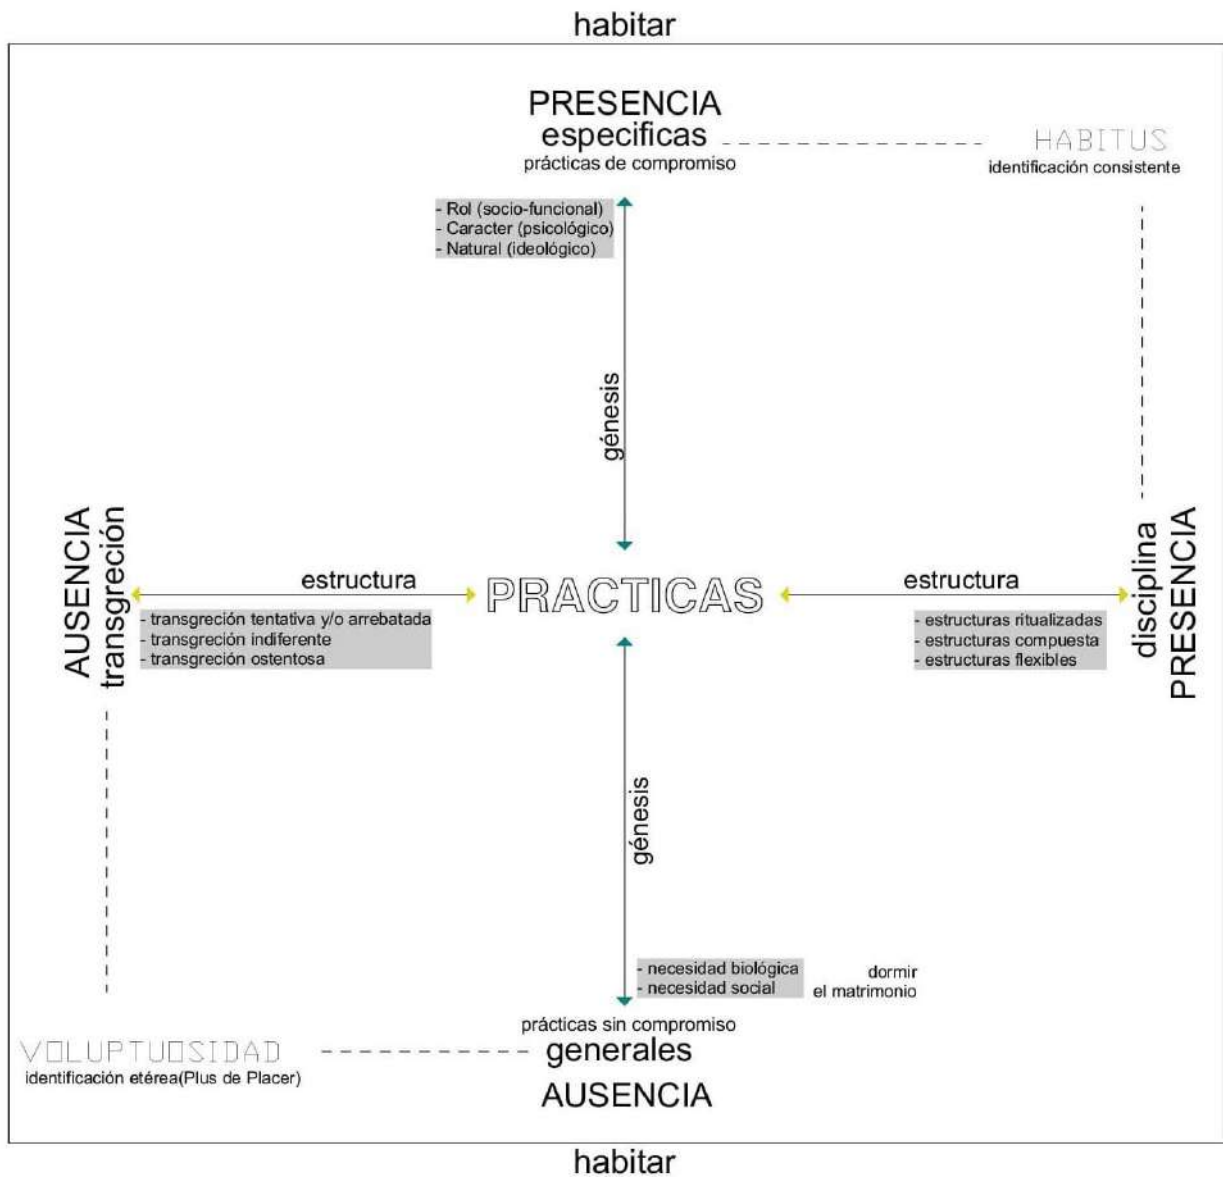 habitar
PRESENCIA
especificas
HABITUS
prácticas de compromiso
identificación consistente
- Rol (socio-funcional)
- Caracter (psicológico)
- Natural (ideológico)
génesis
AUSENCIA
transgreción
estructura
PRACTICAS
estructura
disciplina
PRESENCIA
- transgreción tentativa y/o arrebatada
- transgreción indiferente
- transgreción ostentosa
- estructuras ritualizadas
- estructuras compuesta
- estructuras flexibles
génesis
- necesidad biológica dormir
- necesidad social el matrimonio
prácticas sin compromiso
VOLUPTUOSIDAD
generales
identificación etérea(Plus de Placer)
AUSENCIA
habitar